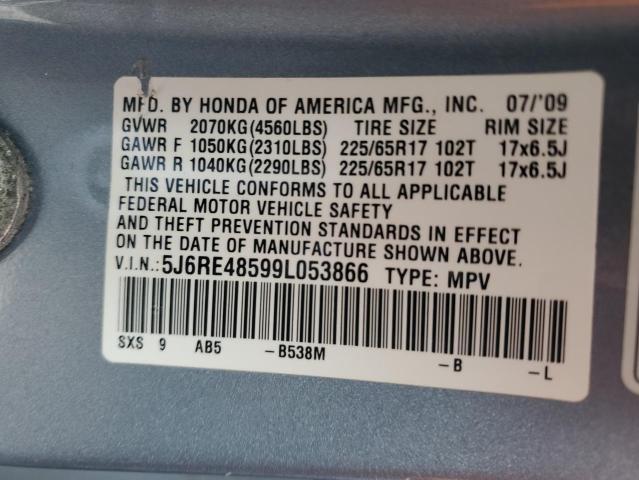 MFD. BY HONDA OF AMERICA MFG., INC. 07/'09
GVWR 2070KG(4560LBS) TIRE SIZE RIM SIZE
GAWR F 1050KG(2310LBS) 225/65R17 102T 17x6.5J
GAWR R 1040KG(2290LBS) 225/65R17 102T 17x6.5J
THIS VEHICLE CONFORMS TO ALL APPLICABLE
FEDERAL MOTOR VEHICLE SAFETY
AND THEFT PREVENTION STANDARDS IN EFFECT
ON THE DATE OF MANUFACTURE SHOWN ABOVE.
V.I.N.:5J6RE48599L053866 TYPE: MPV
SXS 9 AB5 -B538M -B -L